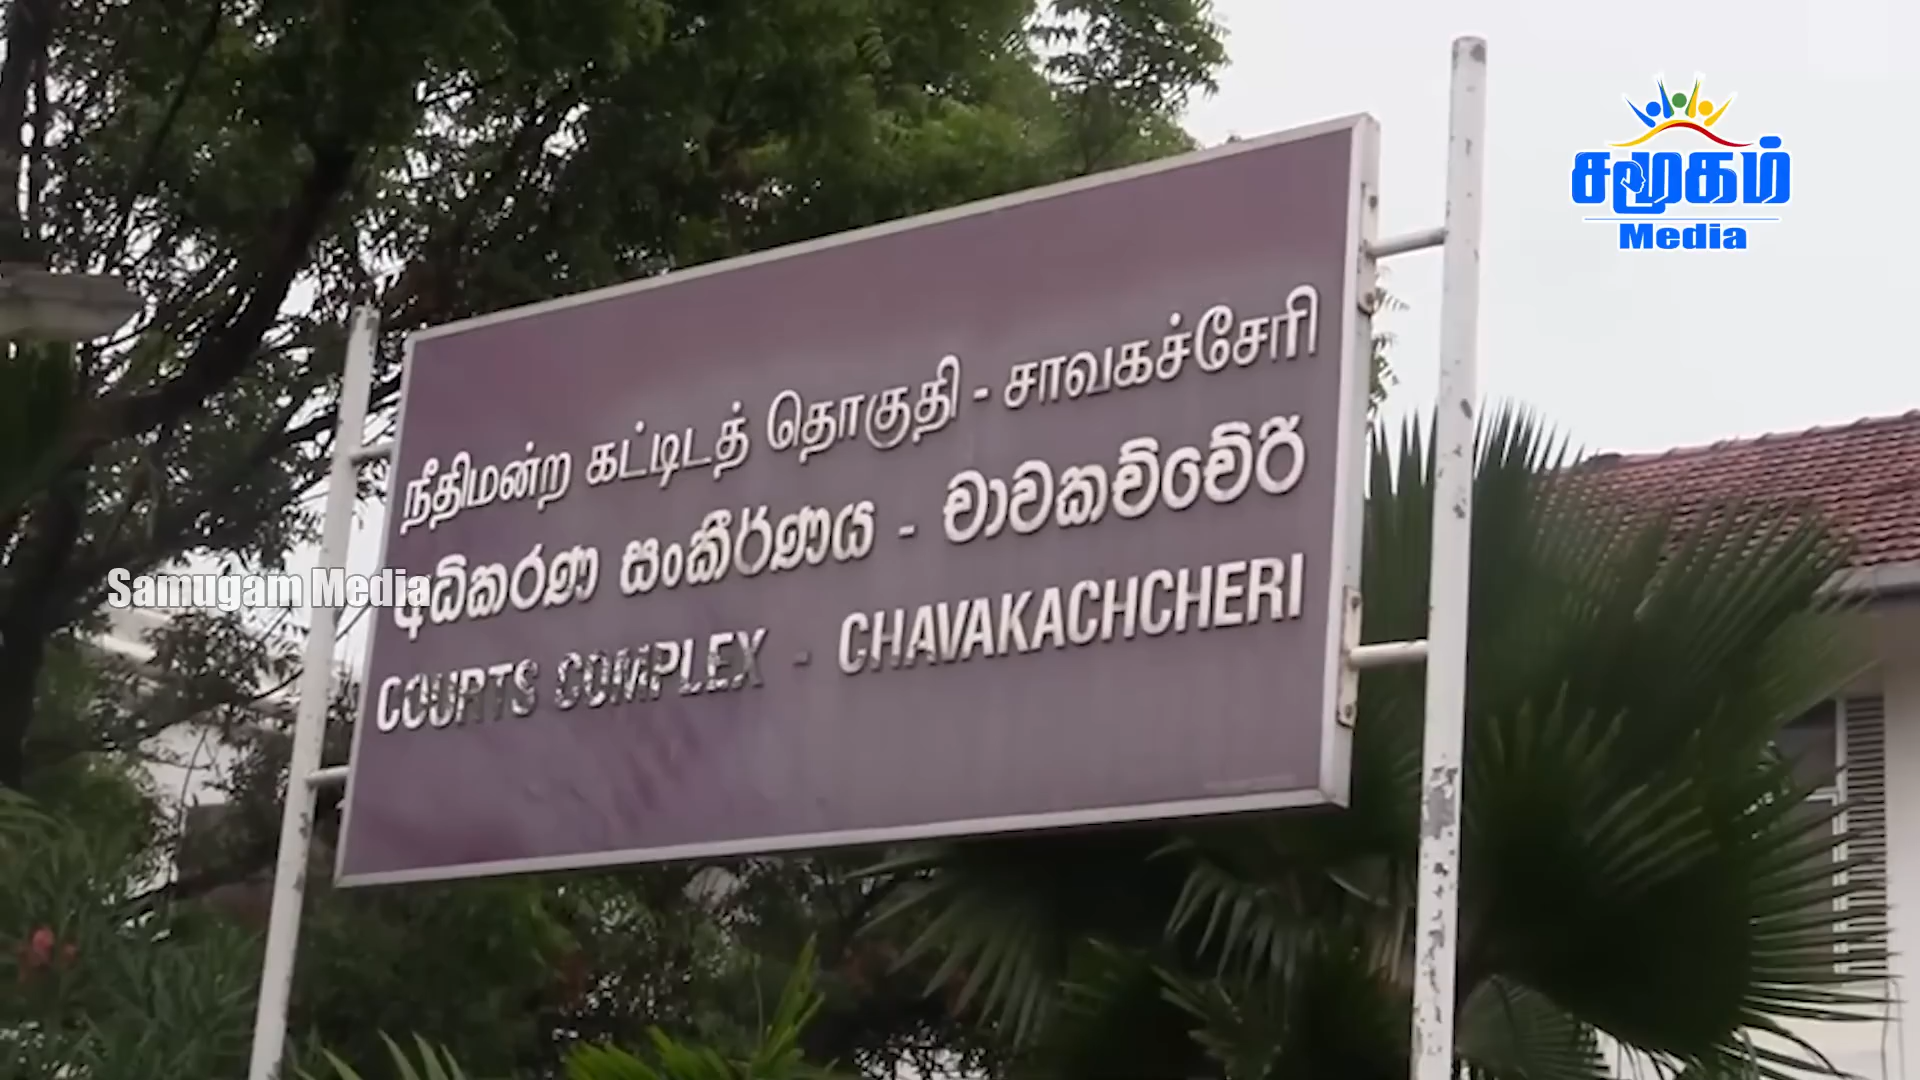 சமூகம்
Media
நீதிமன்ற கட்டிடத் தொகுதி - சாவகச்சேரி
අධිකරණ සංකීර්ණය - චාවකච්චේරි
COURTS COMPLEX - CHAVAKACHCHERI
Samugam Media